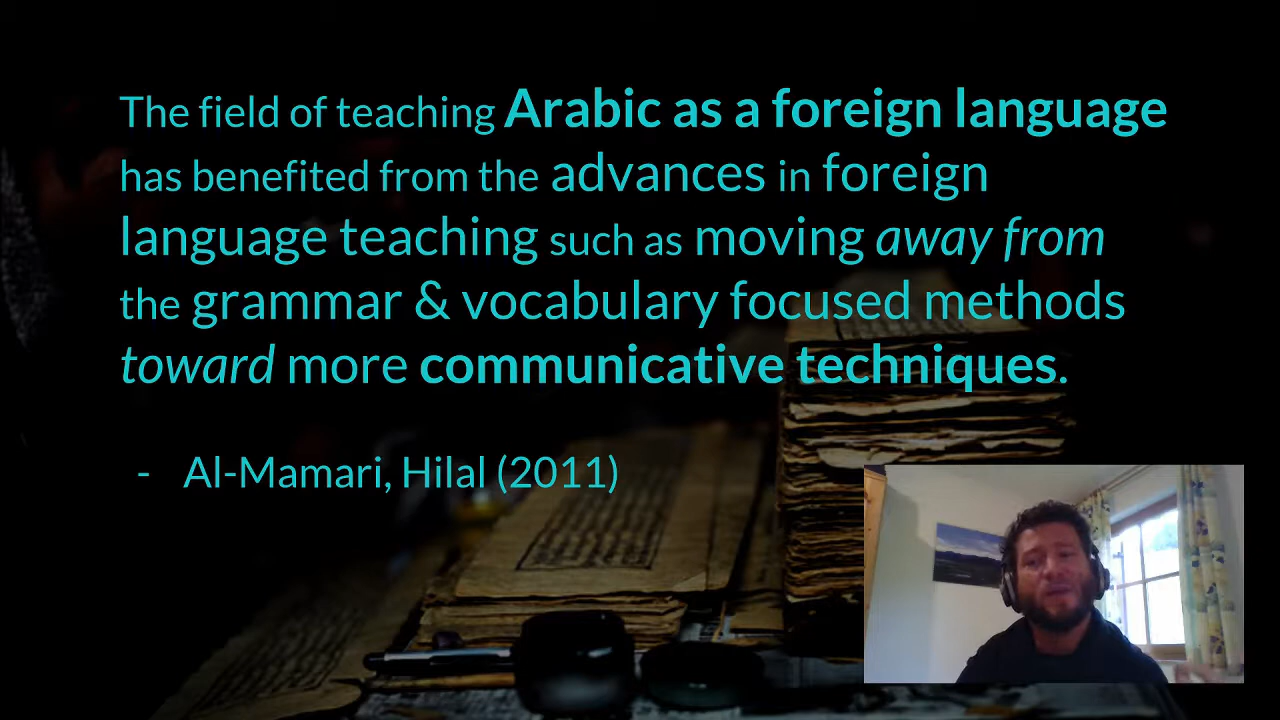 The field of teaching Arabic as a foreign language
has benefited from the advances in foreign
language teaching such as moving away from
the grammar & vocabulary focused methods
toward more communicative techniques.
- Al-Mamari, Hilal (2011)